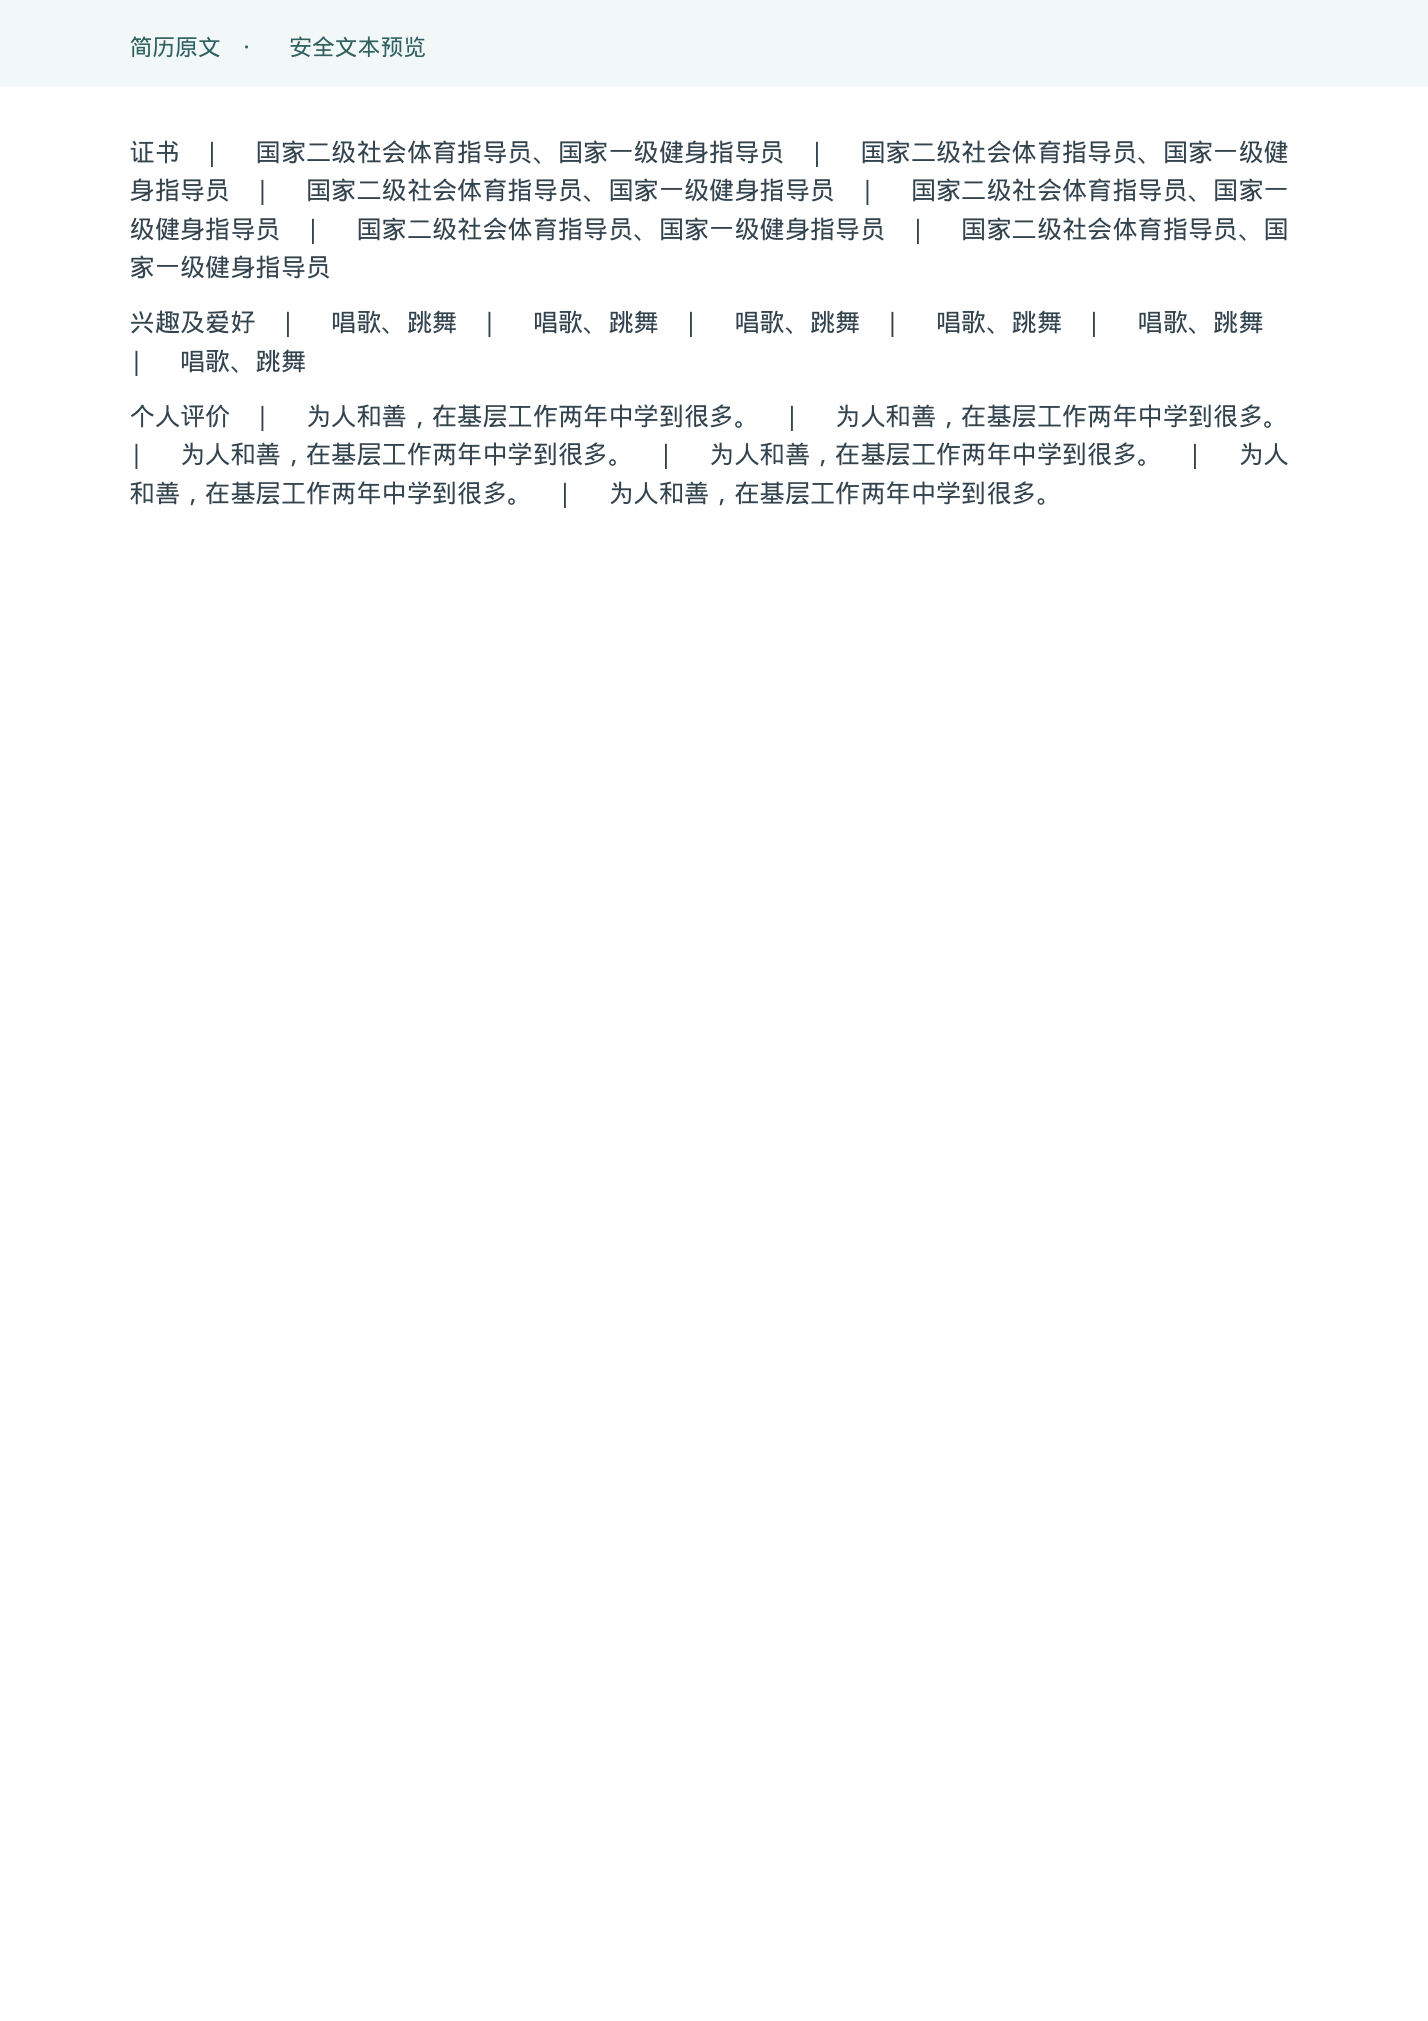 简历原文 · 安全文本预览
证书 | 国家二级社会体育指导员、国家一级健身指导员 | 国家二级社会体育指导员、国家一级健
身指导员 | 国家二级社会体育指导员、国家一级健身指导员 | 国家二级社会体育指导员、国家一
级健身指导员 | 国家二级社会体育指导员、国家一级健身指导员 | 国家二级社会体育指导员、国
家一级健身指导员
兴趣及爱好 | 唱歌、跳舞 | 唱歌、跳舞 | 唱歌、跳舞 | 唱歌、跳舞 | 唱歌、跳舞
| 唱歌、跳舞
个人评价 | 为人和善，在基层工作两年中学到很多。 | 为人和善，在基层工作两年中学到很多。
| 为人和善，在基层工作两年中学到很多。 | 为人和善，在基层工作两年中学到很多。 | 为人
和善，在基层工作两年中学到很多。 | 为人和善，在基层工作两年中学到很多。